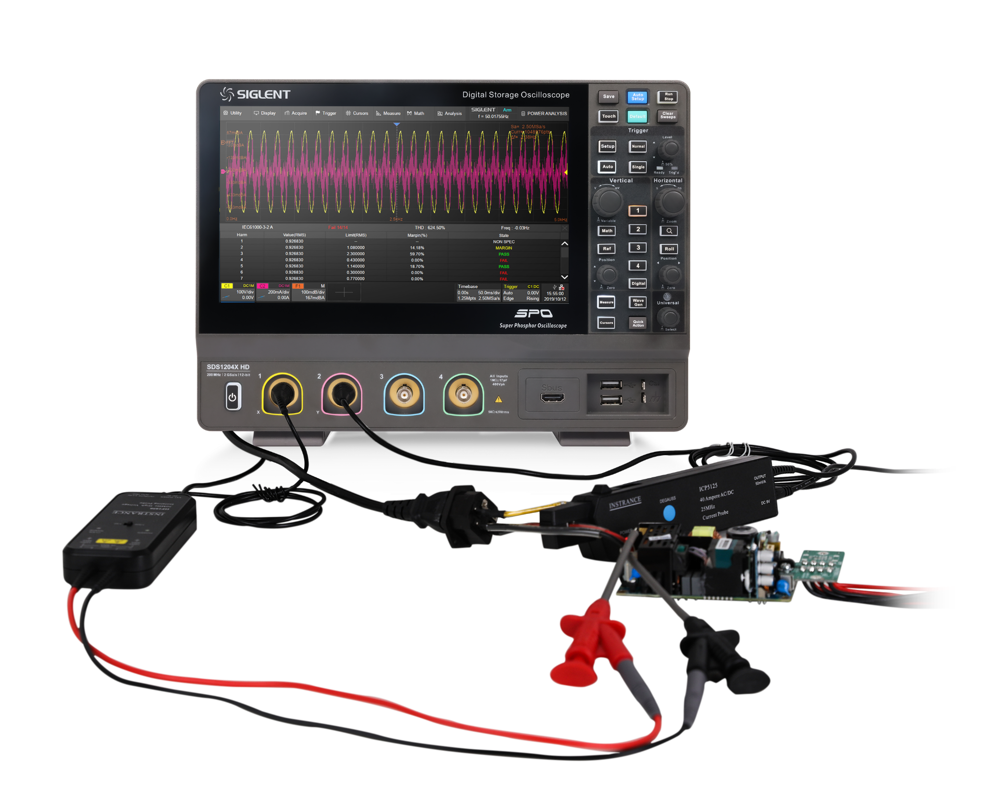 SIGLENT
Digital Storage Oscilloscope
Utility Display Acquire Trigger Cursors Measure Math Analysis
SIGLENT Arm
f = 50.01755Hz
POWER ANALYSIS
67mdBA
Sa= 2.50MSa/s
Curr= 1048576pts
FFT
-133mdBA
-333mdBA
-433mdBA
0.0Hz 2.5kHz 5.0kHz
IEC61000-3-2 A Fail 14/14 THD : 624.50% Freq : -0.03Hz
Harm Value(RMS) Limit(RMS) Margin(%) State
1 0.926830 -- -- NON SPEC
2 0.926830 1.080000 14.18% MARGIN
3 0.926830 2.300000 59.70% PASS
4 0.926830 0.430000 0.00% FAIL
5 0.926830 1.140000 18.70% PASS
6 0.926830 0.300000 0.00% FAIL
7 0.926830 0.770000 0.00% FAIL
C1 DC1M
100V/div
0.00V
C2 DC1M
200mA/div
0.00A
F1 M
100mdB/div
167mdBA
Timebase
0.00s 50.0ms/div
1.25Mpts 2.50MSa/s
Trigger C1 DC
Auto 0.00V
Edge Rising
15:55:00
2019/10/12
SPO
Super Phosphor Oscilloscope
Save
Auto Setup
Run Stop
Touch
Default
Clear Sweeps
Trigger
Setup
Normal
Level
Auto
Single
50%
Ready Trig'd
Vertical
Horizontal
V mV
S ns
1
Variable
Zoom
Math
2
Ref
3
Roll
Position
Position
4
Zero
Zero
Digital
Measure
Wave Gen
Universal
Cursors
Quick Action
Select
SDS1204X HD
200 MHz | 2 GSa/s | 12-bit
1
2
3
4
X
Y
All Inputs
1MΩ//17pF
400Vpk
50Ω≤5Vrms
Sbus
Cal
INSTRANCE
DEGAUSS
ICP5125
40 Ampere AC/DC
25MHz
Current Probe
OUTPUT
50mV/A
DC 9V
POWER
INSTRANCE